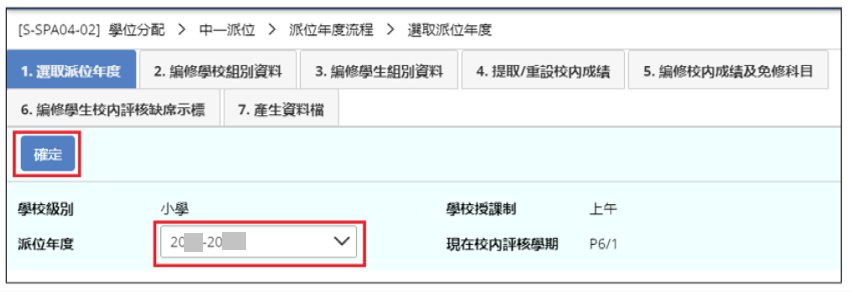 [S-SPA04-02] 學位分配 > 中一派位 > 派位年度流程 > 選取派位年度
1. 選取派位年度 2. 編修學校組別資料 3. 編修學生組別資料 4. 提取/重設校內成績 5. 編修校內成績及免修科目
6. 編修學生校內評核缺席示標 7. 產生資料檔
確定
學校級別 小學 學校授課制 上午
派位年度 20 -20 現在校內評核學期 P6/1